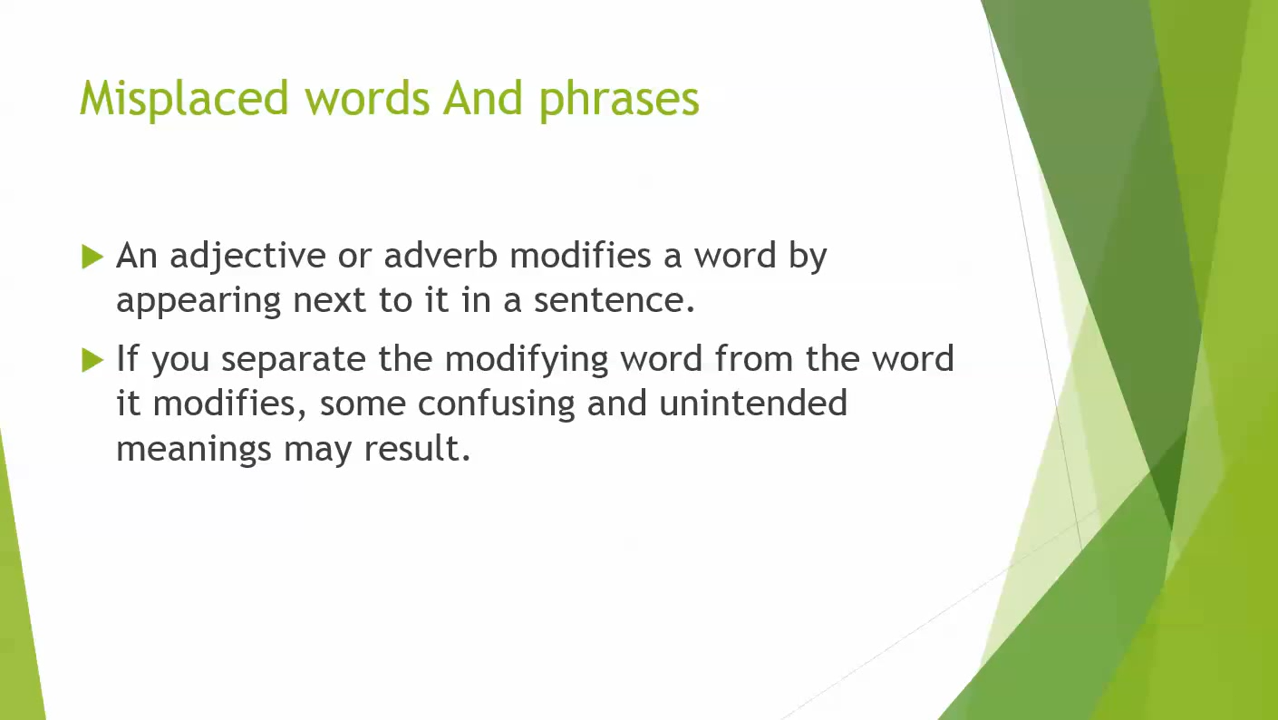 Misplaced words And phrases
An adjective or adverb modifies a word by
appearing next to it in a sentence.
If you separate the modifying word from the word
it modifies, some confusing and unintended
meanings may result.